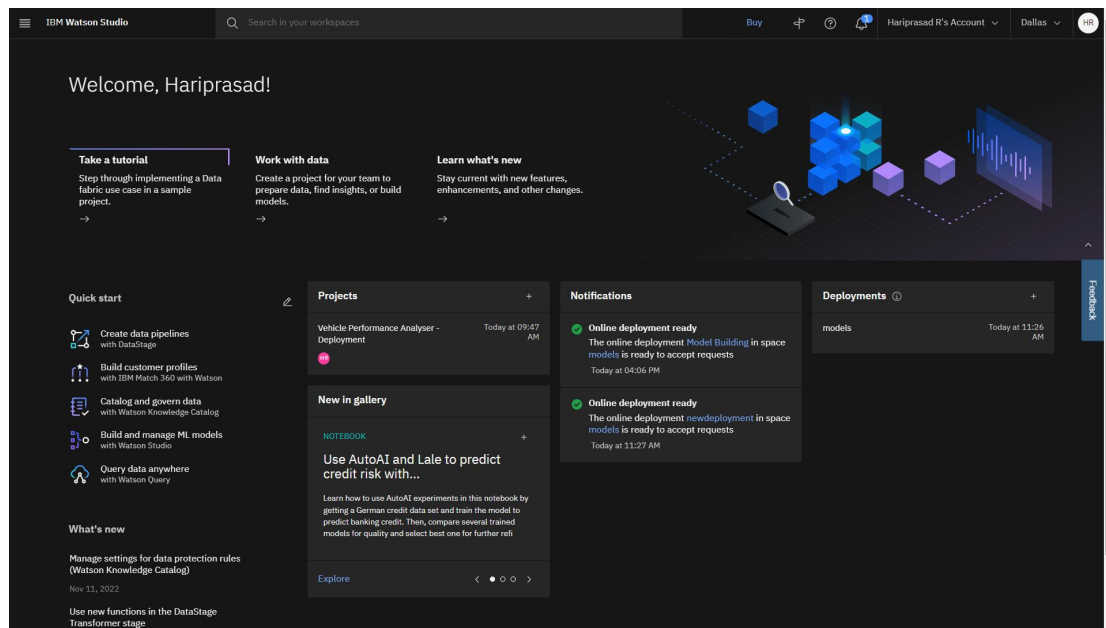 IBM Watson Studio
Search in your workspaces
Buy
1
Hariprasad R's Account
Dallas
HR
Welcome, Hariprasad!
Take a tutorial
Step through implementing a Data
fabric use case in a sample
project.
→
Work with data
Create a project for your team to
prepare data, find insights, or build
models.
→
Learn what's new
Stay current with new features,
enhancements, and other changes.
→
Feedback
Quick start
Create data pipelines
with DataStage
Build customer profiles
with IBM Match 360 with Watson
Catalog and govern data
with Watson Knowledge Catalog
Build and manage ML models
with Watson Studio
Query data anywhere
with Watson Query
What's new
Manage settings for data protection rules
(Watson Knowledge Catalog)
Nov 11, 2022
Use new functions in the DataStage
Transformer stage
Projects +
Vehicle Performance Analyser - Today at 09:47
Deployment AM
HR
New in gallery
NOTEBOOK +
Use AutoAI and Lale to predict
credit risk with...
Learn how to use AutoAI experiments in this notebook by
getting a German credit data set and train the model to
predict banking credit. Then, compare several trained
models for quality and select best one for further refi
Explore
Notifications
Online deployment ready
The online deployment Model Building in space
models is ready to accept requests
Today at 04:06 PM
Online deployment ready
The online deployment newdeployment in space
models is ready to accept requests
Today at 11:27 AM
Deployments +
models Today at 11:26
AM